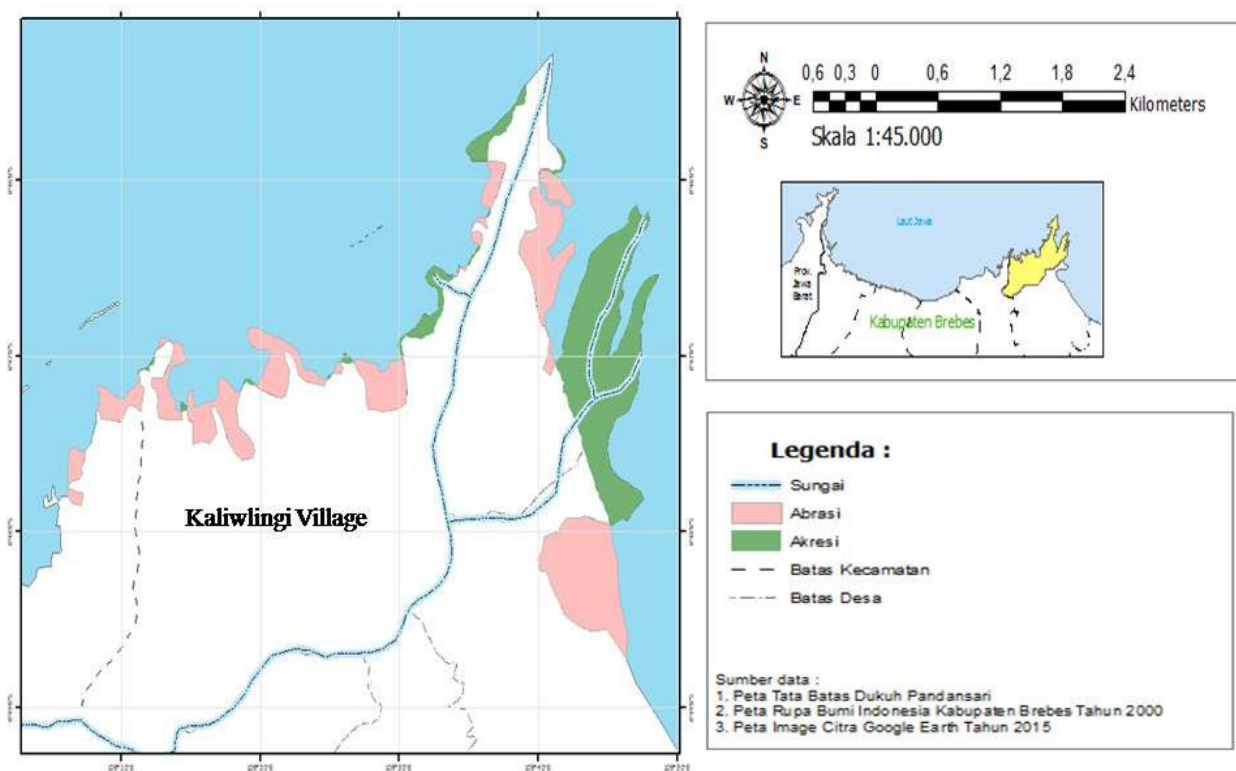 Kaliwlingi Village
N
W E
S
0,6 0,3 0 0,6 1,2 1,8 2,4
Kilometers
Skala 1:45.000
Laut Jawa
Prov.
Jawa
Barat
Kabupaten Brebes
Legenda :
Sungai
Abrasi
Akresi
Batas Kecamatan
Batas Desa
Sumber data :
1. Peta Tata Batas Dukuh Pandansari
2. Peta Rupa Bumi Indonesia Kabupaten Brebes Tahun 2000
3. Peta Image Citra Google Earth Tahun 2015